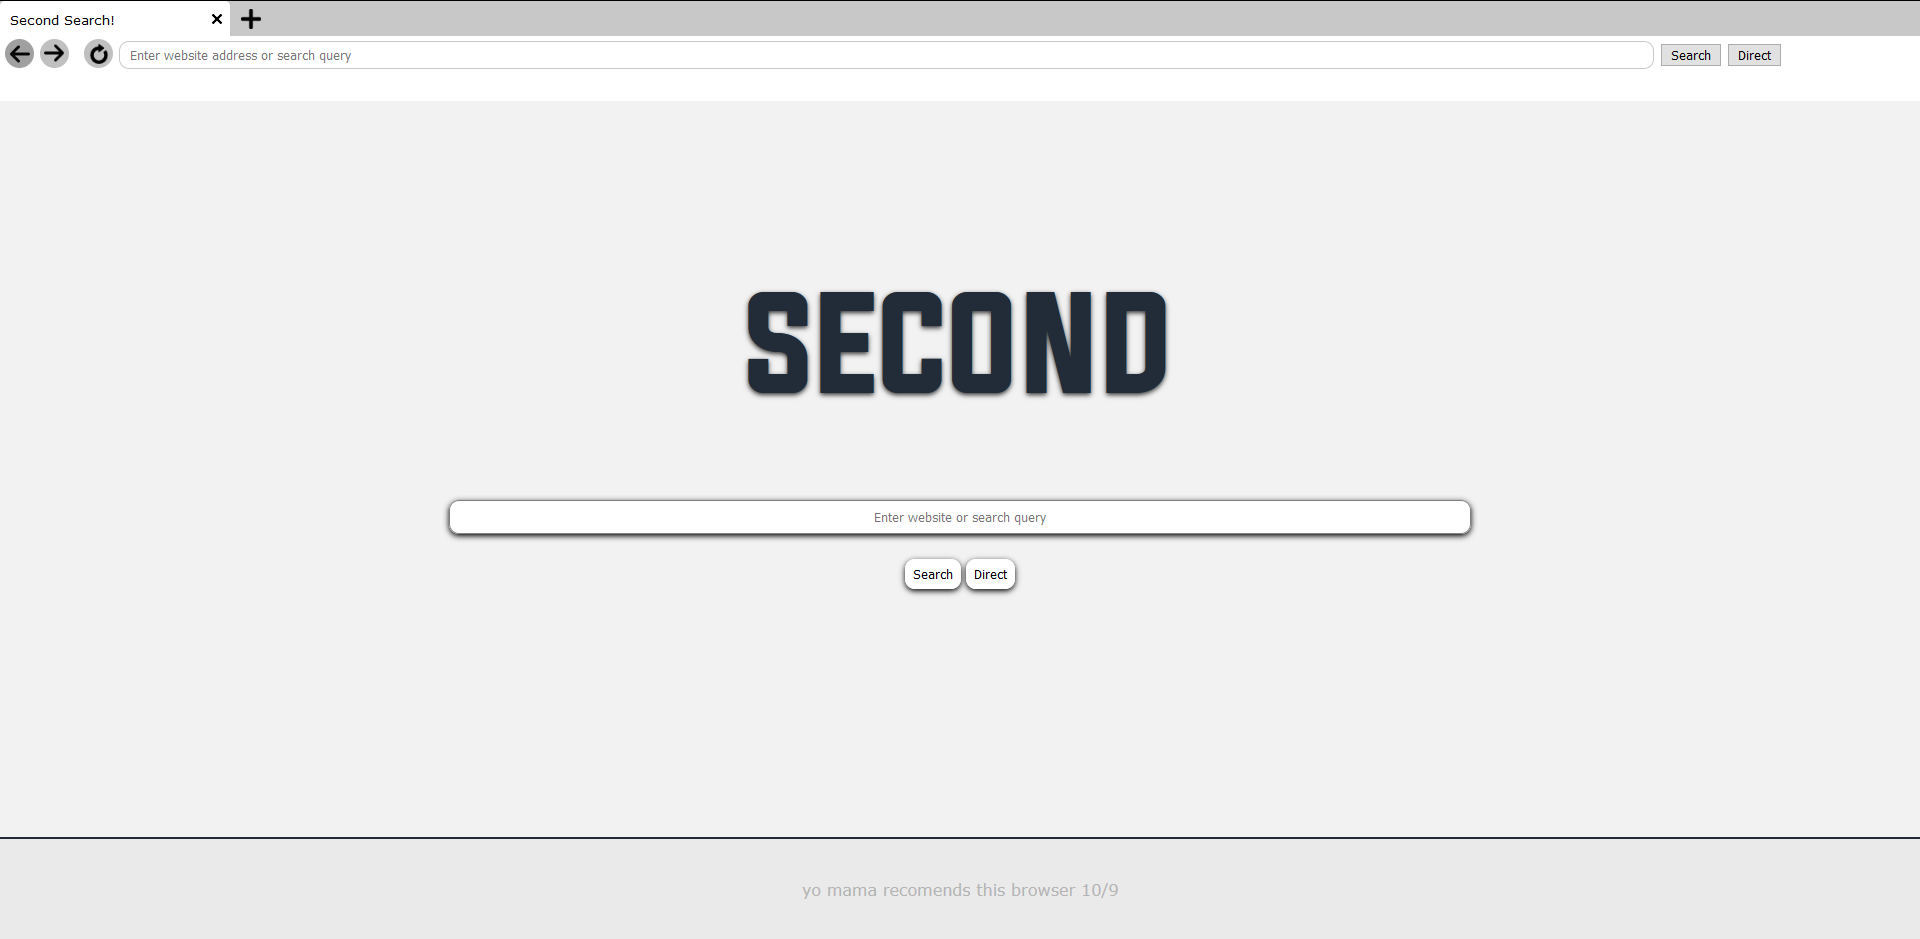 Second Search!
Enter website address or search query
Search
Direct
SECOND
Enter website or search query
Search
Direct
yo mama recomends this browser 10/9